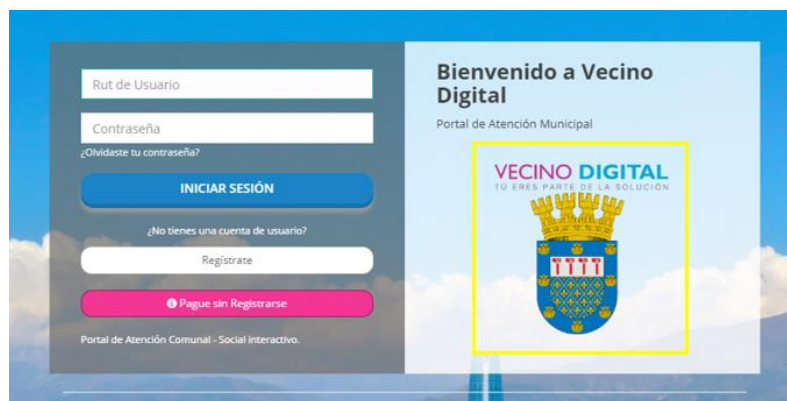 Rut de Usuario
Contraseña
¿Olvidaste tu contraseña?
INICIAR SESIÓN
¿No tienes una cuenta de usuario?
Regístrate
Pague sin Registrarse
Portal de Atención Comunal - Social interactivo.
Bienvenido a Vecino
Digital
Portal de Atención Municipal
VECINO DIGITAL
TÚ ERES PARTE DE LA SOLUCIÓN